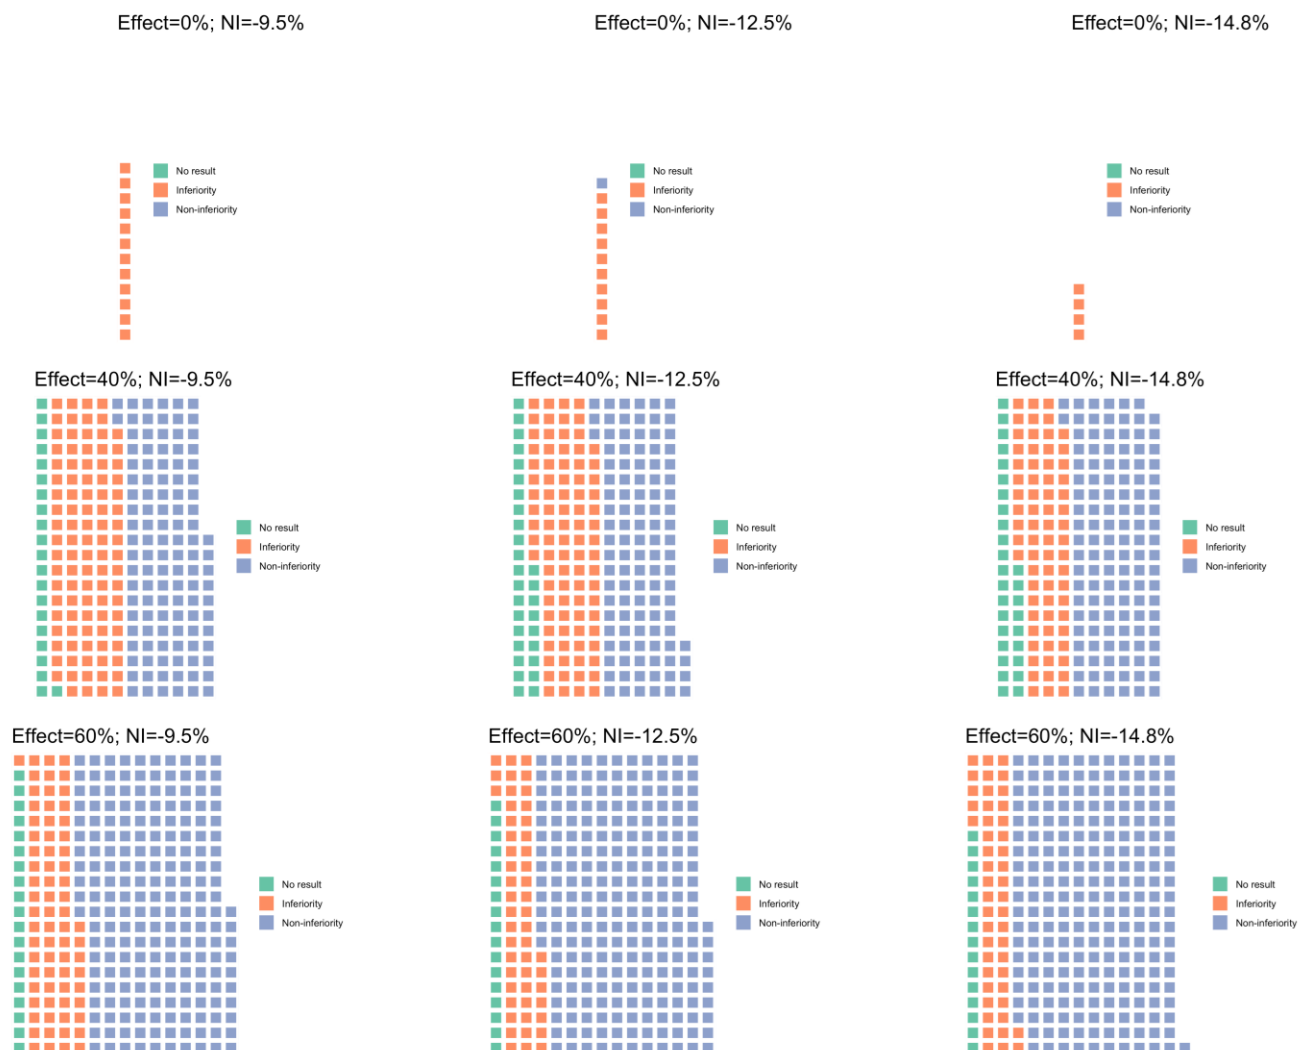 Effect=0%; NI=-9.5%
Effect=0%; NI=-12.5%
Effect=0%; NI=-14.8%
No result
Inferiority
Non-inferiority
No result
Inferiority
Non-inferiority
No result
Inferiority
Non-inferiority
Effect=40%; NI=-9.5%
Effect=40%; NI=-12.5%
Effect=40%; NI=-14.8%
No result
Inferiority
Non-inferiority
No result
Inferiority
Non-inferiority
No result
Inferiority
Non-inferiority
Effect=60%; NI=-9.5%
Effect=60%; NI=-12.5%
Effect=60%; NI=-14.8%
No result
Inferiority
Non-inferiority
No result
Inferiority
Non-inferiority
No result
Inferiority
Non-inferiority